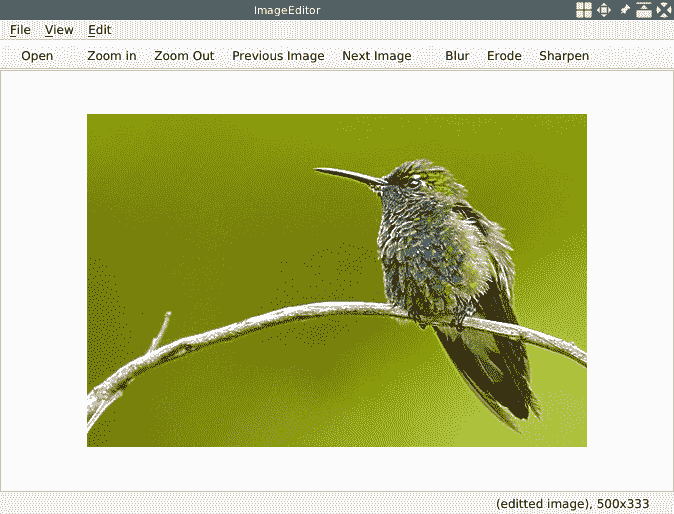 ImageEditor
File View Edit
Open Zoom in Zoom Out Previous Image Next Image Blur Erode Sharpen
(editted image), 500x333